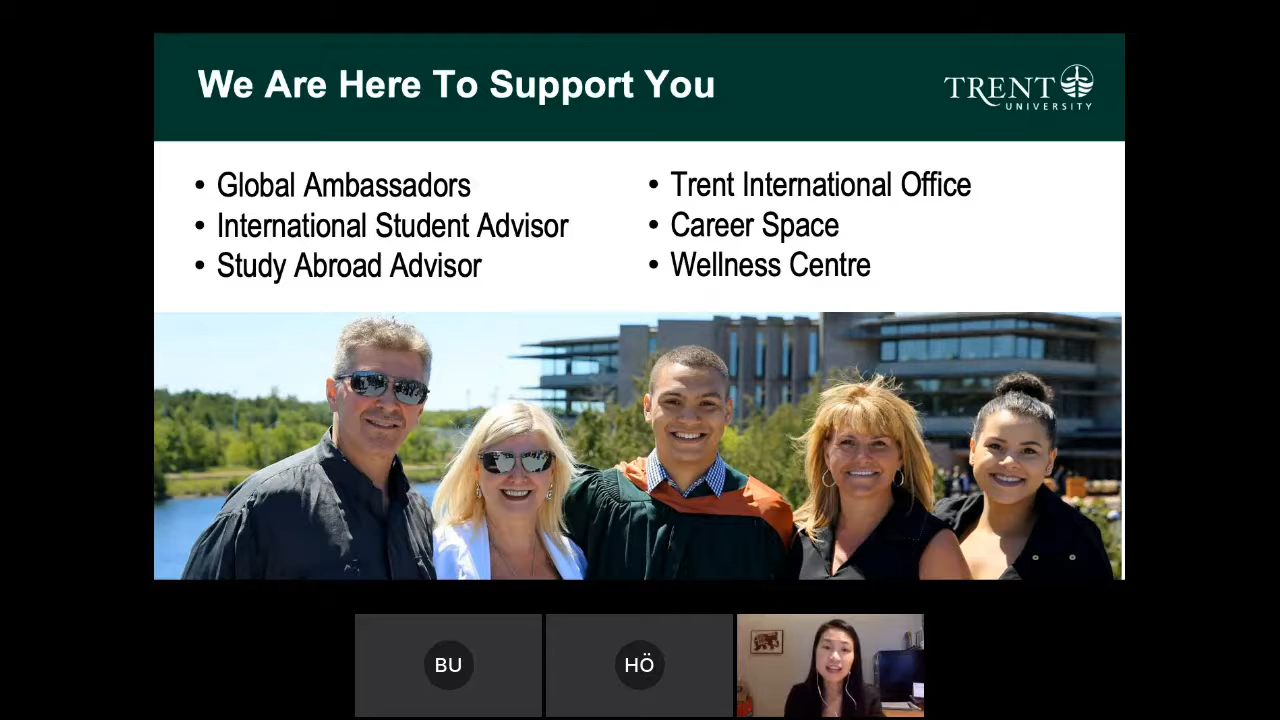 We Are Here To Support You
TRENT
UNIVERSITY
• Global Ambassadors
• International Student Advisor
• Study Abroad Advisor
• Trent International Office
• Career Space
• Wellness Centre
BU
HÖ